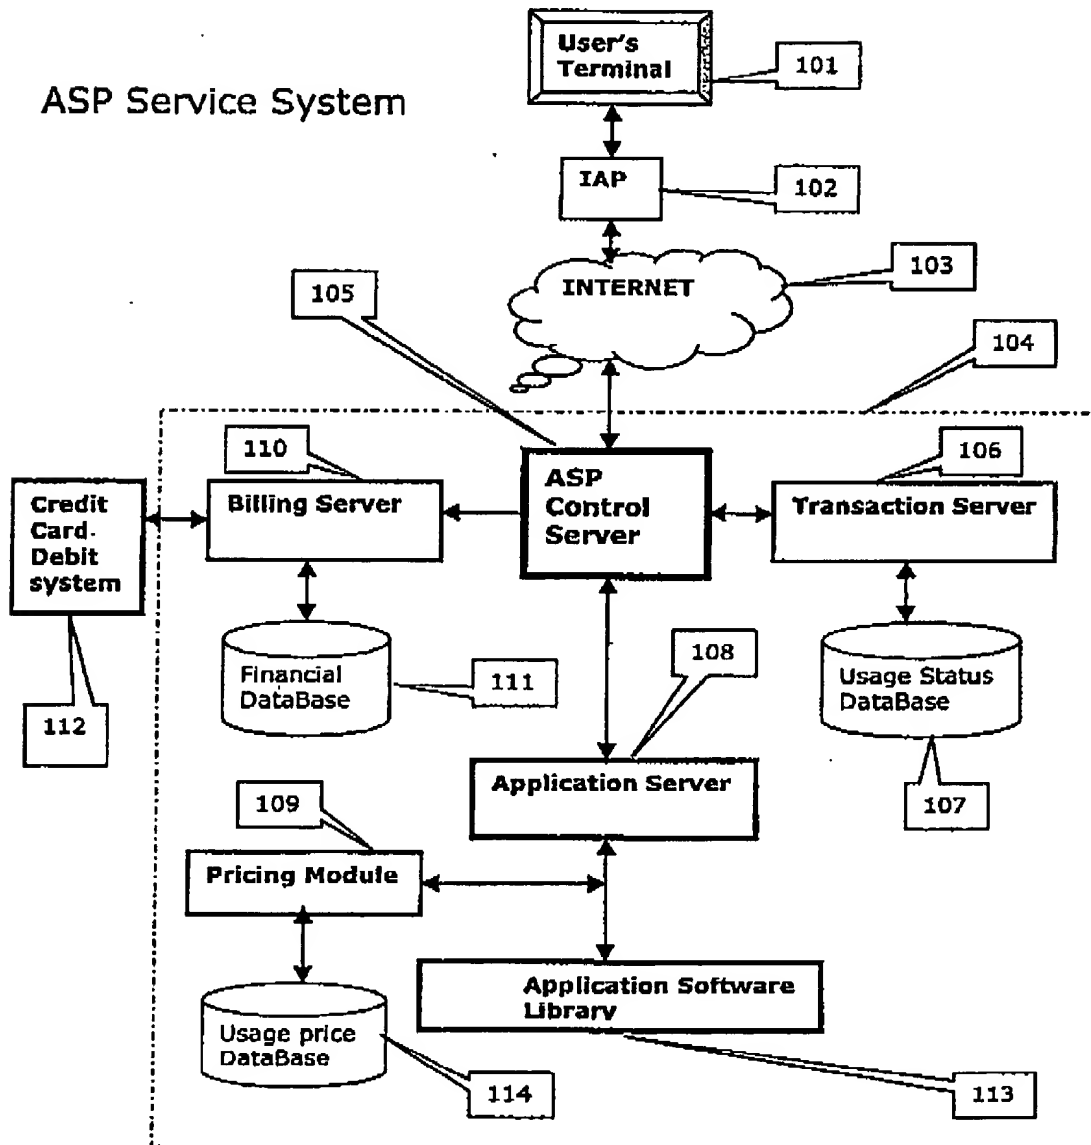 User's
Terminal
101
ASP Service System
IAP
102
INTERNET
103
105
104
110
106
Credit
Card-
Debit
system
Billing Server
ASP
Control
Server
Transaction Server
Financial
DataBase
111
108
Usage Status
DataBase
112
109
Application Server
107
Pricing Module
Application Software
Library
Usage price
DataBase
114
113